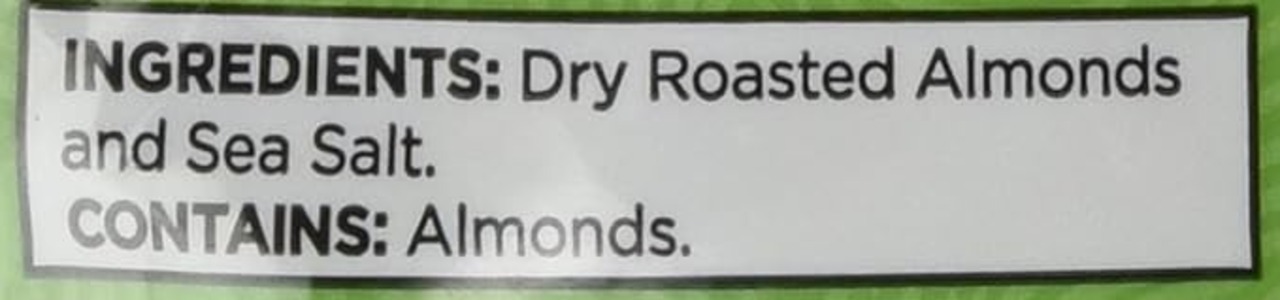 INGREDIENTS: Dry Roasted Almonds
and Sea Salt.
CONTAINS: Almonds.